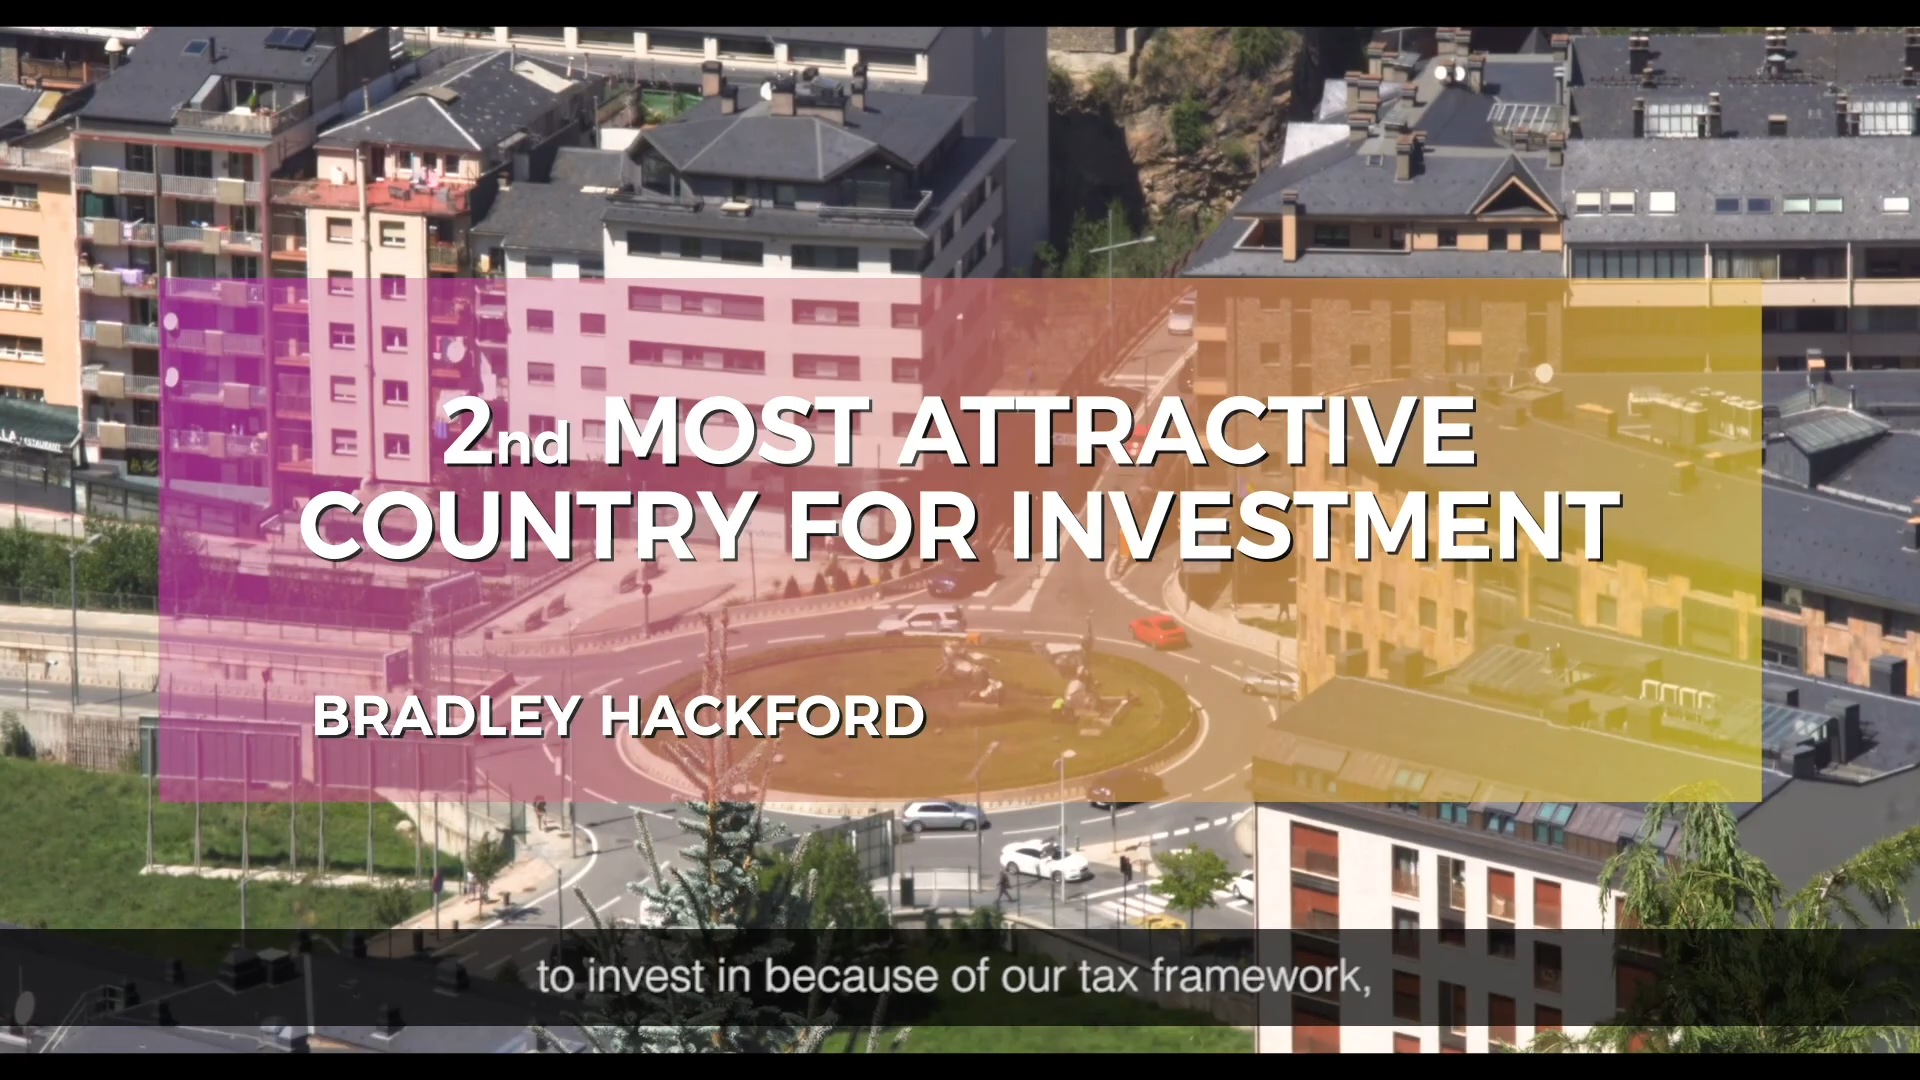 2nd MOST ATTRACTIVE
COUNTRY FOR INVESTMENT
BRADLEY HACKFORD
to invest in because of our tax framework,